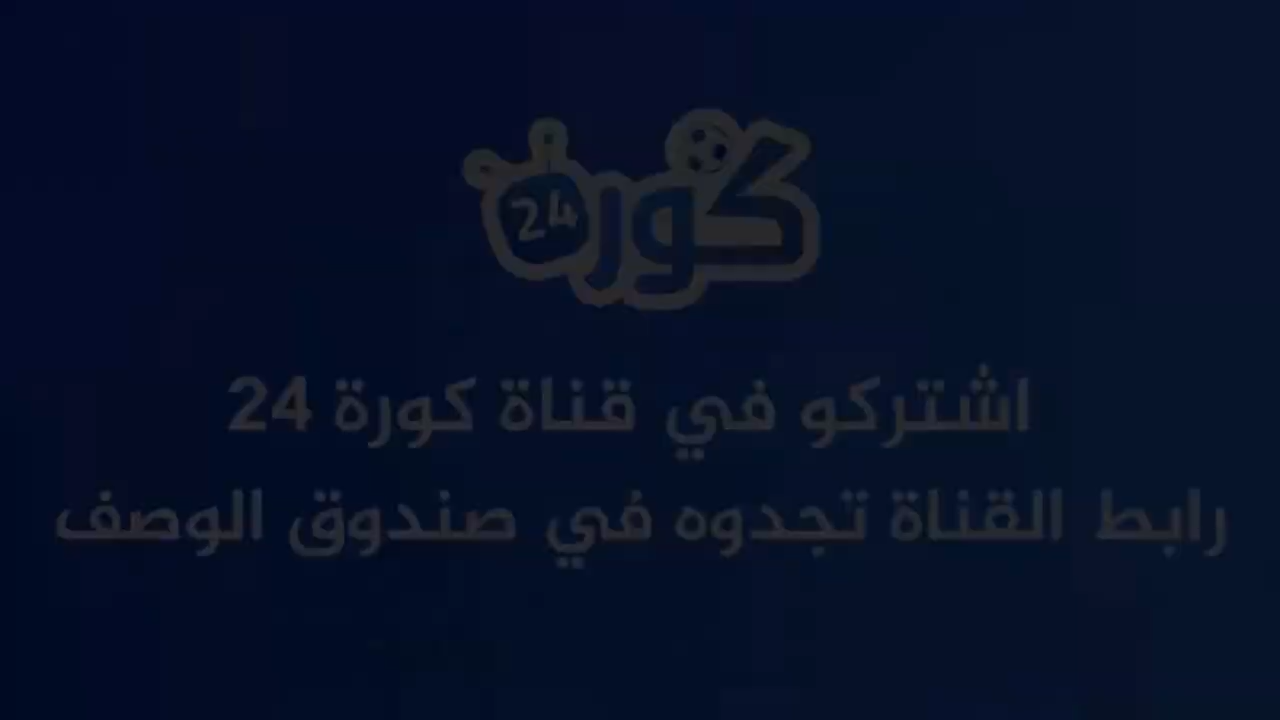 كورة 24
اشتركو في قناة كورة 24
رابط القناة تجدوه في صندوق الوصف